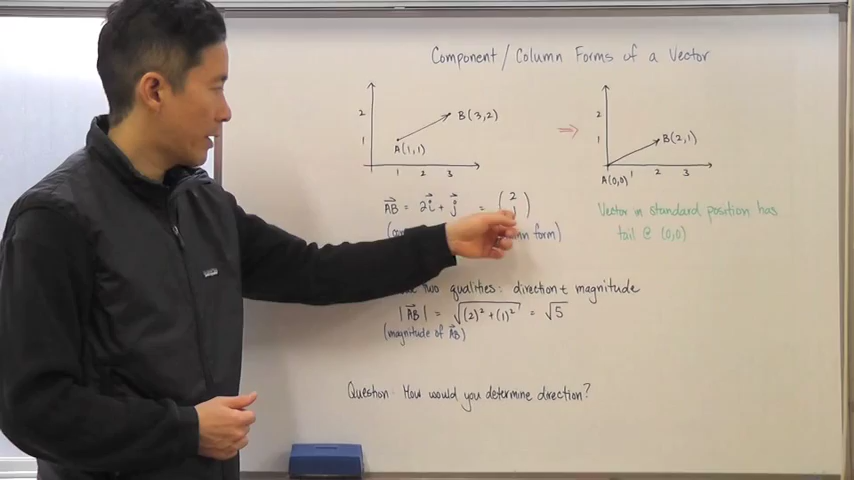 Component / Column Forms of a Vector
2
1
B(3,2)
A(1,1)
1 2 3
⇒
2
1
B(2,1)
A(0,0)
1 2 3
AB = 2i + j = (2
form)
Vector in standard position has
tail @ (0,0)
two qualities: direction + magnitude
|AB| = √(2)² + (1)² = √5
(magnitude of AB)
Question: How would you determine direction?